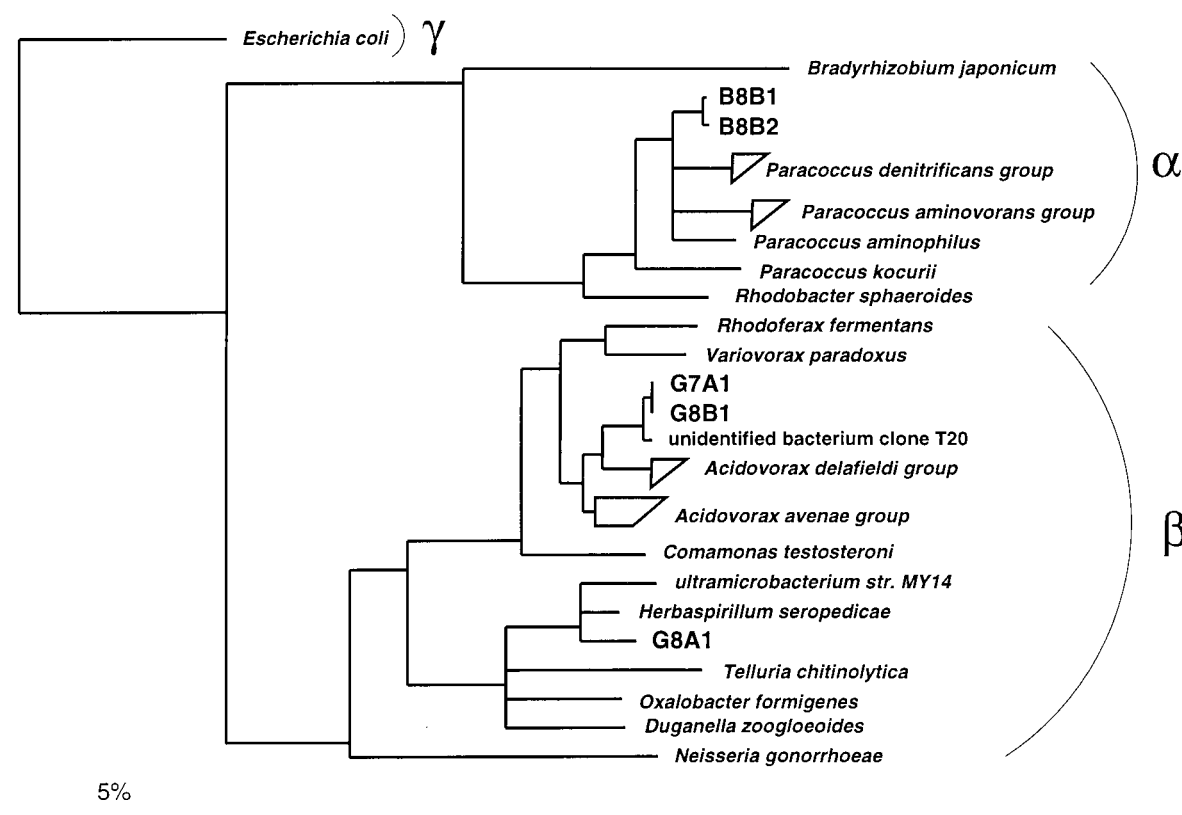 Escherichia coli
γ
Bradyrhizobium japonicum
B8B1
B8B2
α
Paracoccus denitrificans group
Paracoccus aminovorans group
Paracoccus aminophilus
Paracoccus kocurii
Rhodobacter sphaeroides
Rhodoferax fermentans
Variovorax paradoxus
G7A1
G8B1
unidentified bacterium clone T20
Acidovorax delafieldi group
Acidovorax avenae group
β
Comamonas testosteroni
ultramicrobacterium str. MY14
Herbaspirillum seropedicae
G8A1
Telluria chitinolytica
Oxalobacter formigenes
Duganella zoogloeoides
Neisseria gonorrhoeae
5%